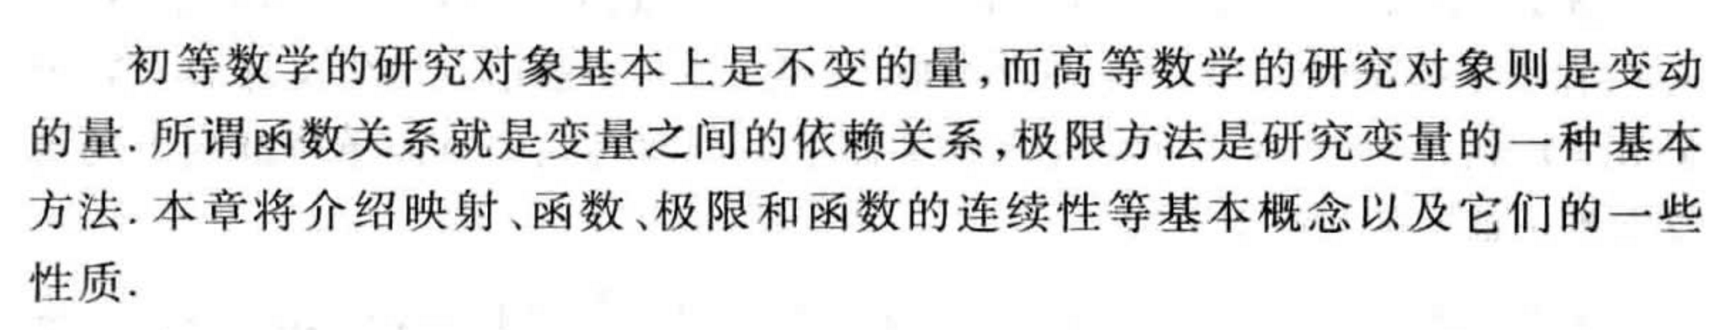 初等数学的研究对象基本上是不变的量,而高等数学的研究对象则是变动
的量.所谓函数关系就是变量之间的依赖关系,极限方法是研究变量的一种基本
方法.本章将介绍映射、函数、极限和函数的连续性等基本概念以及它们的一些
性质.